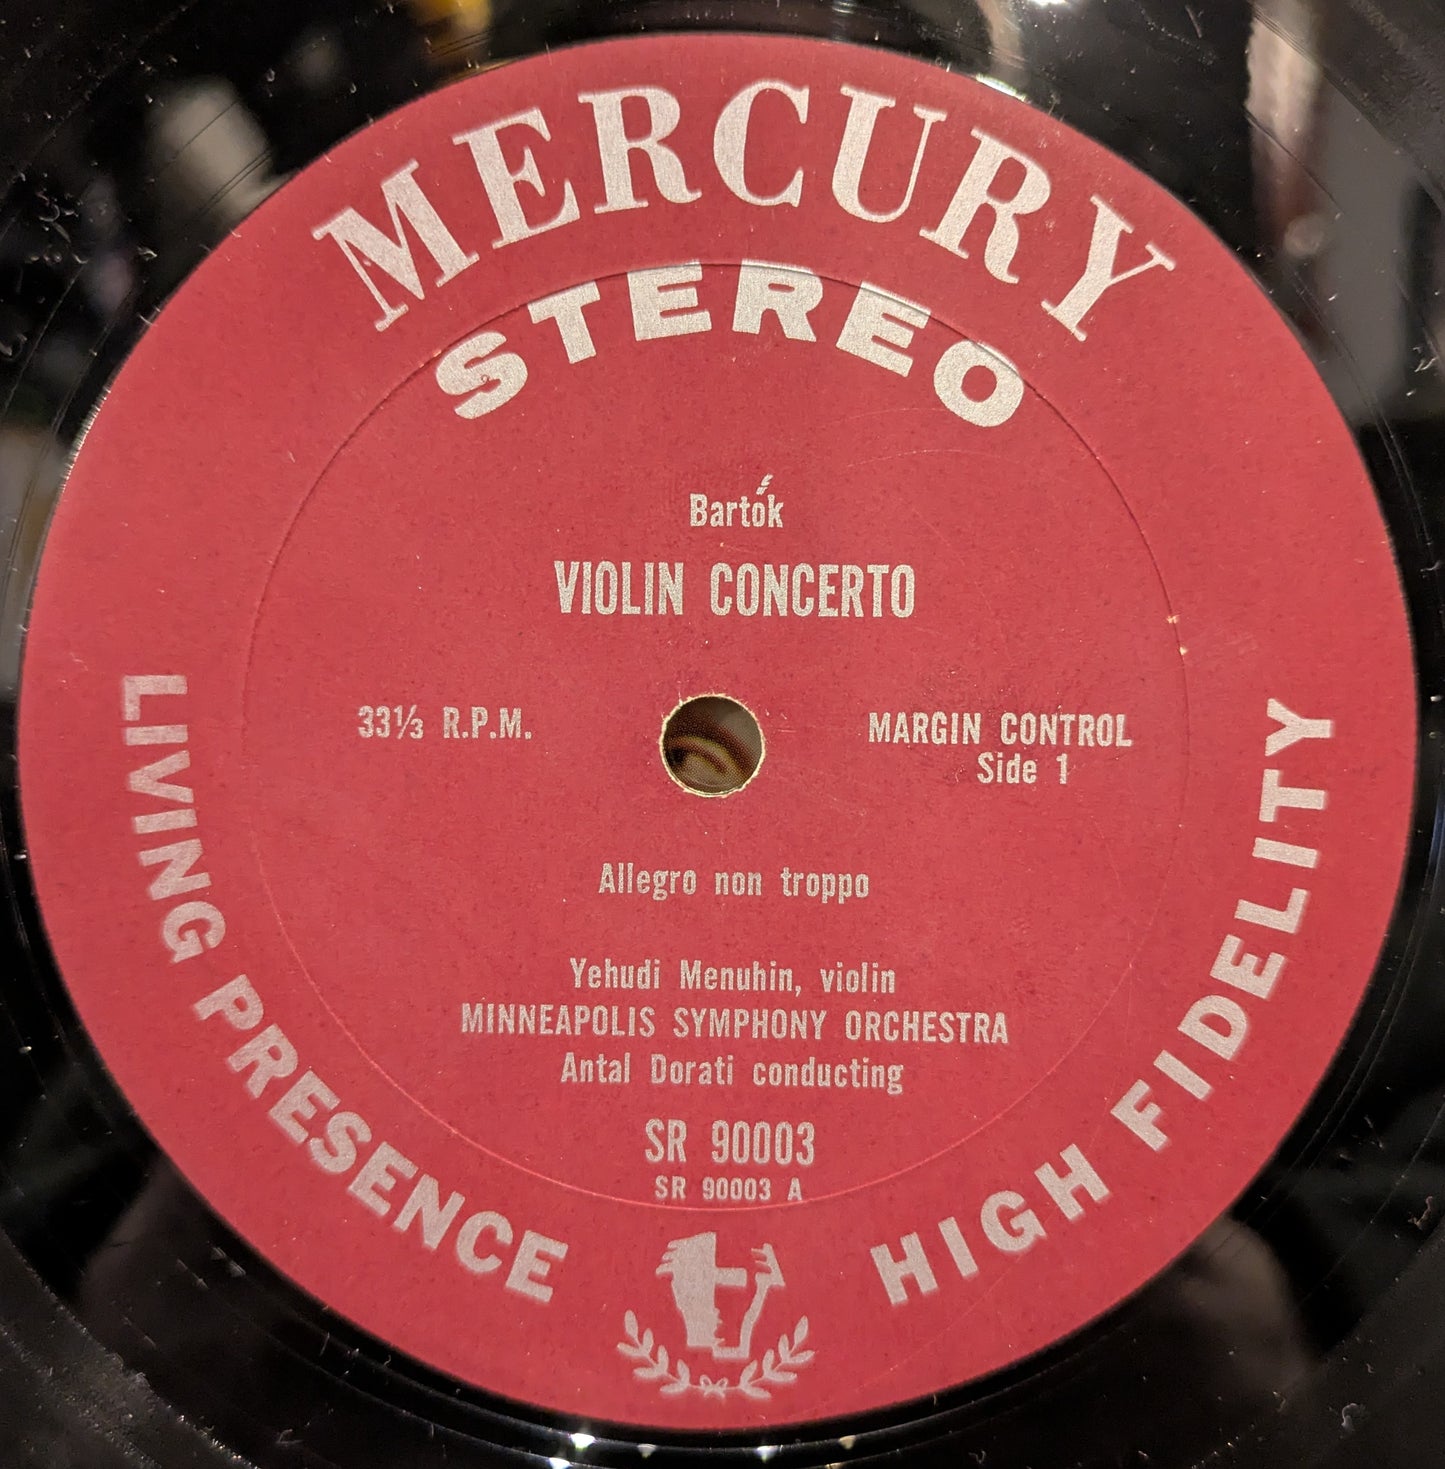 MERCURY
STEREO
Bartók
VIOLIN CONCERTO
33⅓ R.P.M.
MARGIN CONTROL
Side 1
Allegro non troppo
Yehudi Menuhin, violin
MINNEAPOLIS SYMPHONY ORCHESTRA
Antal Dorati conducting
SR 90003
SR 90003 A
LIVING PRESENCE
HIGH FIDELITY